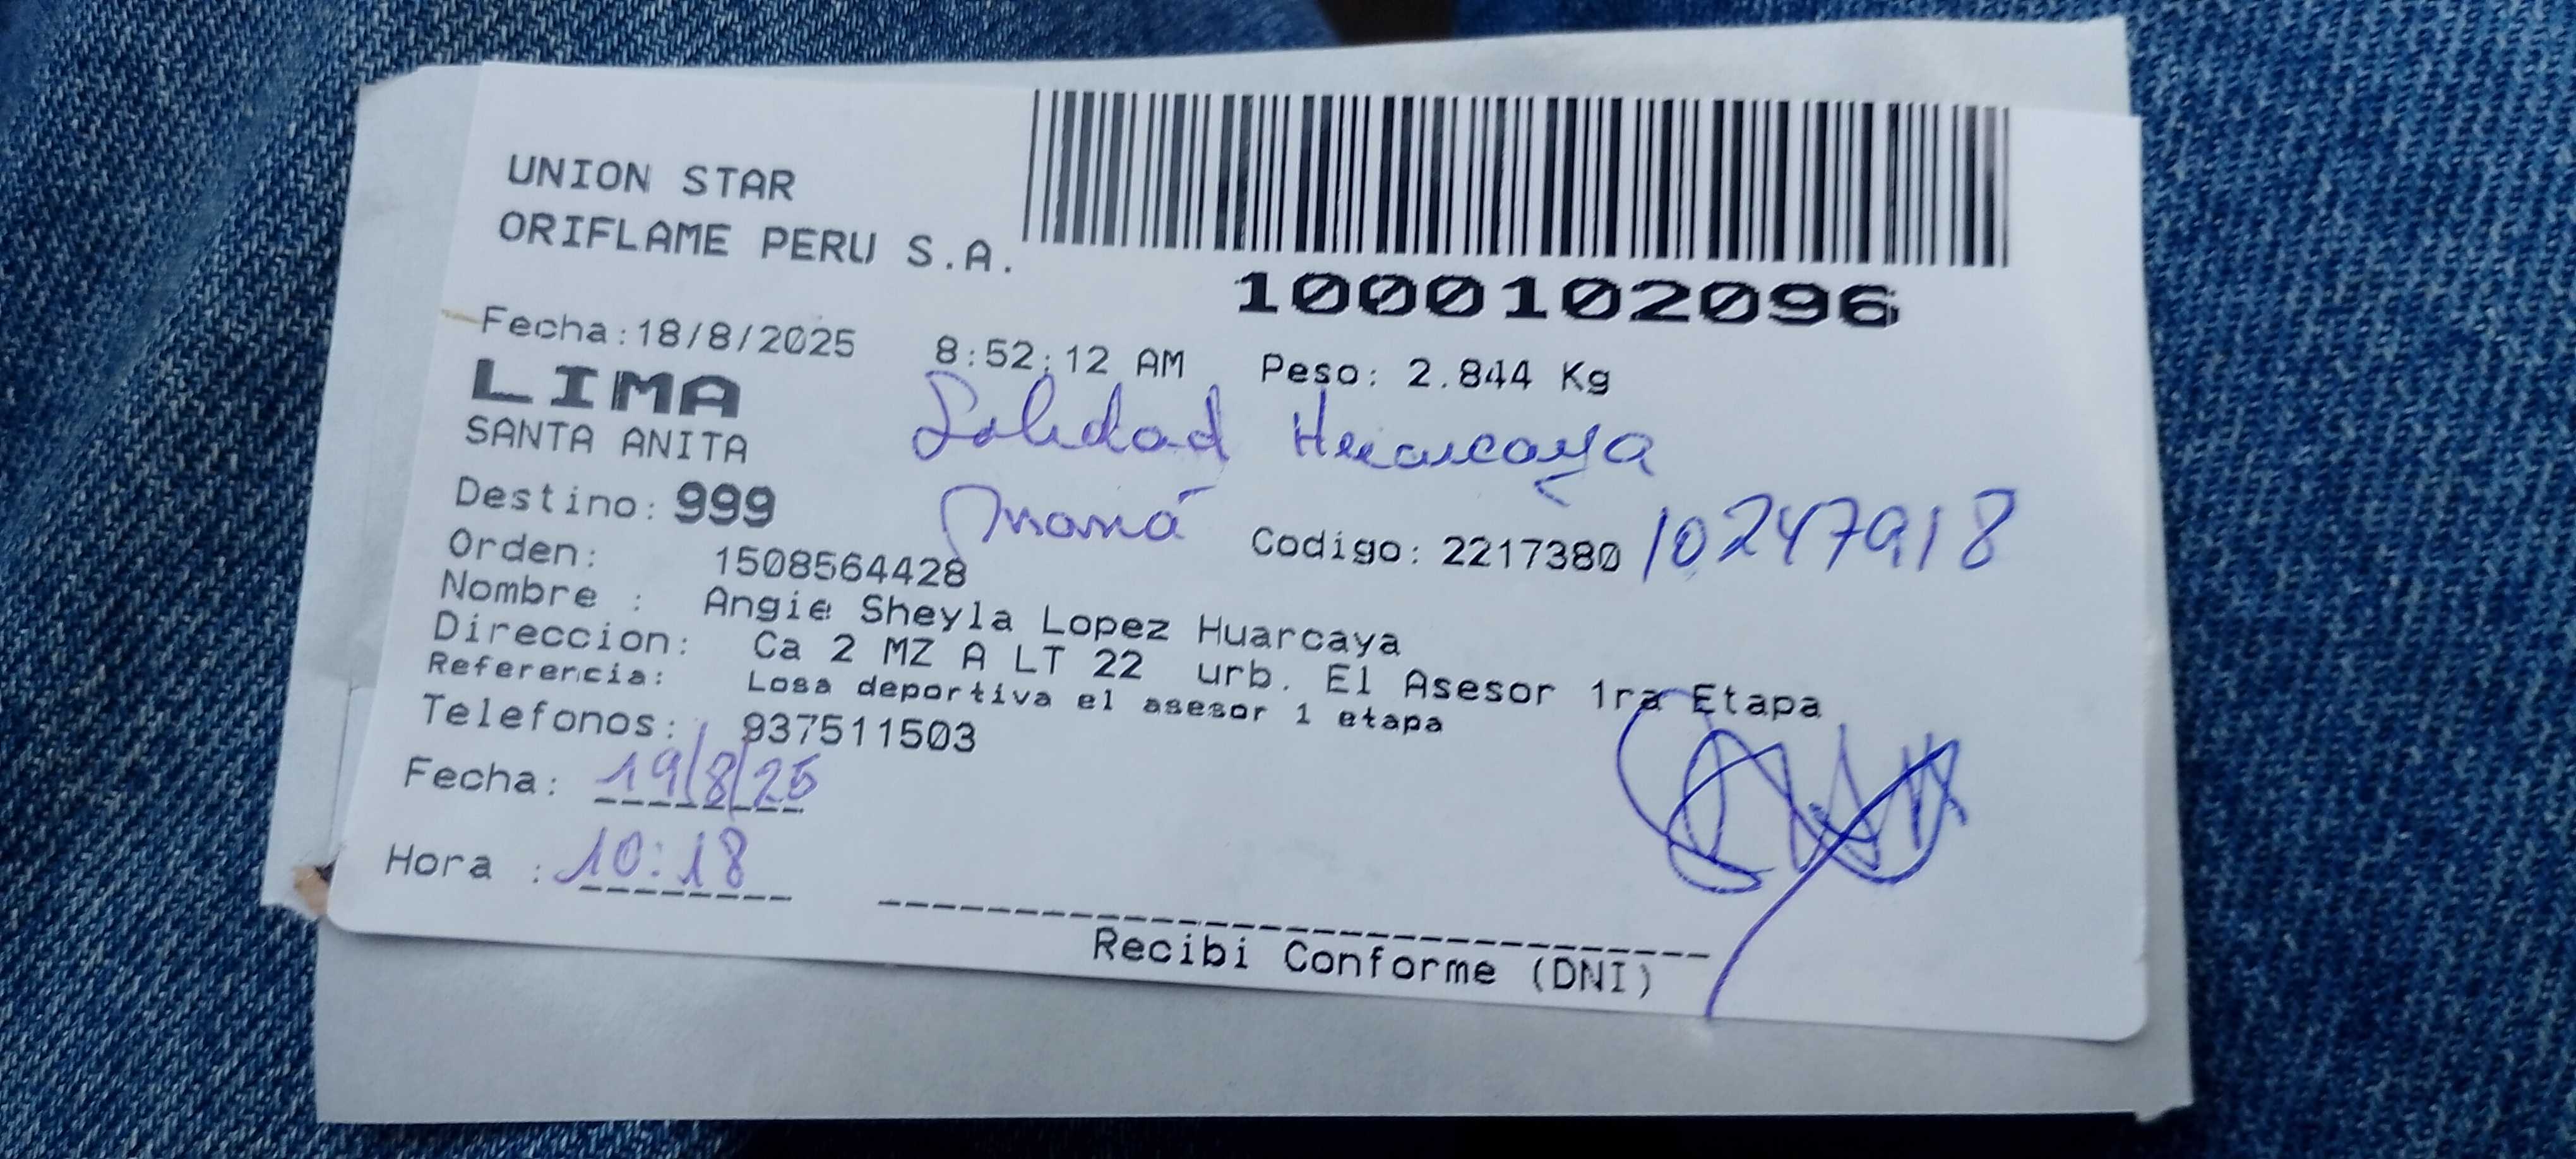 UNION STAR
ORIFLAME PERU S.A.
1000102096
Fecha:18/8/2025 8:52:12 AM Peso: 2.844 Kg
LIMA
SANTA ANITA
Soledad Huarcaya
Destino: 999
mamá
Codigo: 2217380 10247918
Orden: 1508564428
Nombre : Angie Sheyla Lopez Huarcaya
Direccion: Ca 2 MZ A LT 22 urb. El Asesor 1ra Etapa
Referencia: Losa deportiva el asesor 1 etapa
Telefonos: 937511503
Fecha: 19/8/25
Hora : 10:18
Recibi Conforme (DNI)